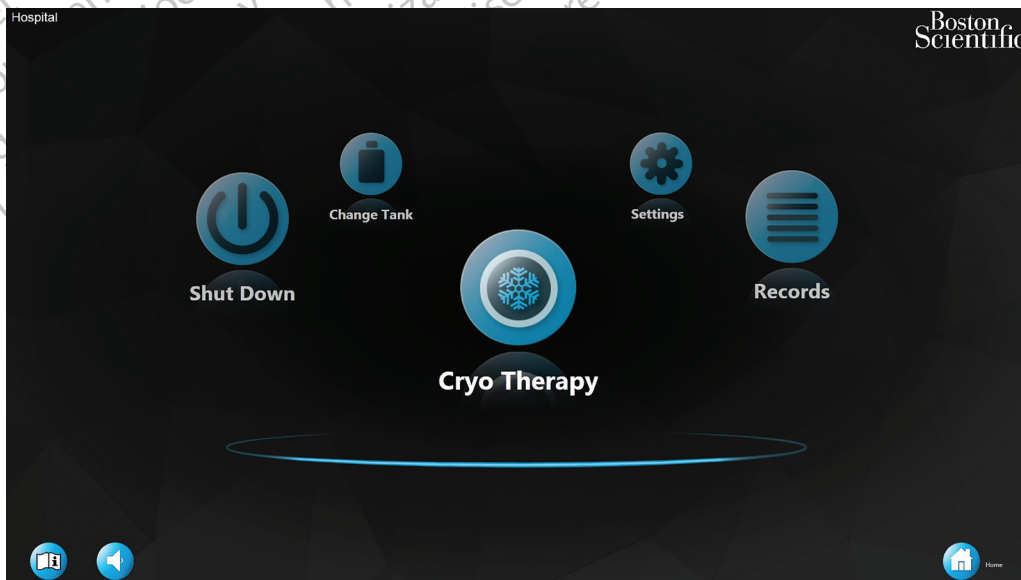 Hospital
Boston
Scientific
Change Tank
Settings
Shut Down
Records
Cryo Therapy
Home